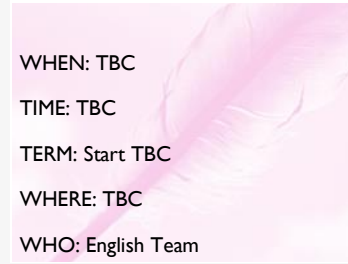 WHEN: TBC
TIME: TBC
TERM: Start TBC
WHERE: TBC
WHO: English Team